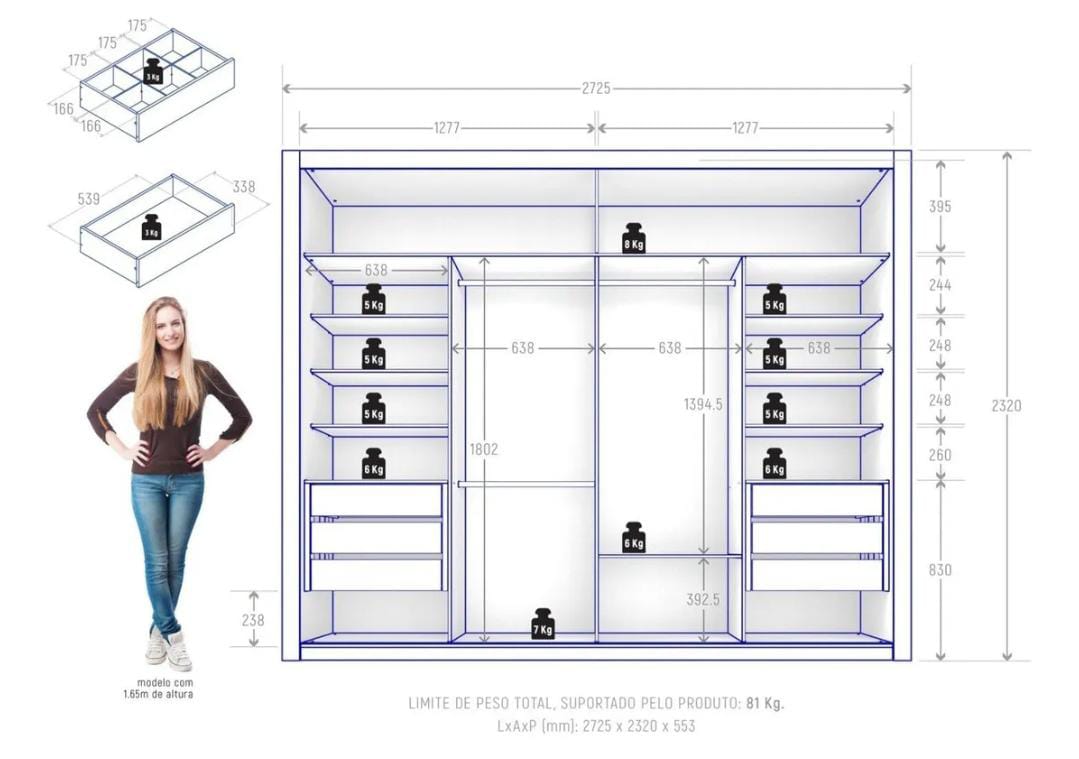 175
175
175
3 Kg
166
166
539
338
3 Kg
2725
1277
1277
395
8 Kg
638
244
5 Kg
5 Kg
638
638
638
248
5 Kg
5 Kg
1394.5
248
2320
5 Kg
5 Kg
1802
260
6 Kg
6 Kg
6 Kg
830
392.5
238
7 Kg
modelo com
1.65m de altura
LIMITE DE PESO TOTAL, SUPORTADO PELO PRODUTO: 81 Kg.
LxAxP (mm): 2725 x 2320 x 553